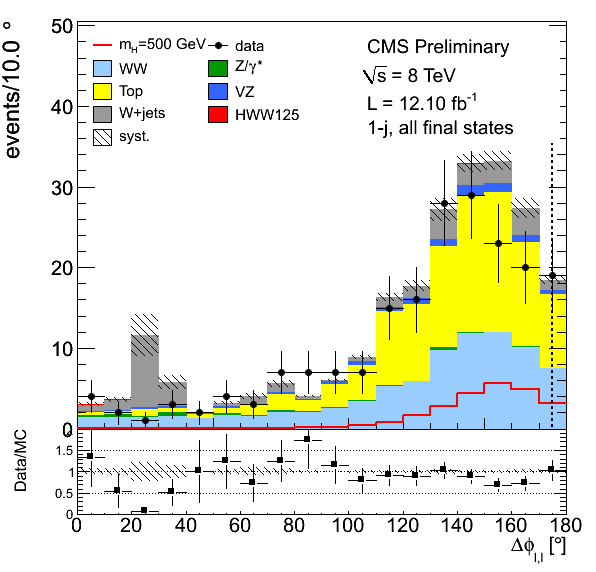 events/10.0 °
50
40
30
20
10
0
m_H=500 GeV
data
WW
Z/γ*
Top
VZ
W+jets
HWW125
syst.
CMS Preliminary
√s = 8 TeV
L = 12.10 fb⁻¹
1-j, all final states
Data/MC
2
1.5
1
0.5
0
0 20 40 60 80 100 120 140 160 180
Δϕ_l,l [°]